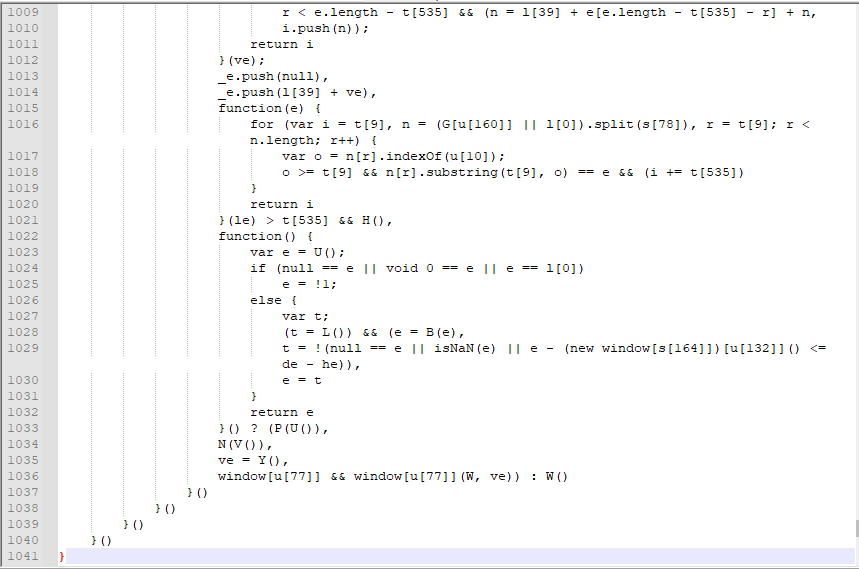 1009 r < e.length - t[535] && (n = l[39] + e[e.length - t[535] - r] + n,
1010 i.push(n));
1011 return i
1012 }(ve);
1013 _e.push(null),
1014 _e.push(l[39] + ve),
1015 function(e) {
1016 for (var i = t[9], n = (G[u[160]] || l[0]).split(s[78]), r = t[9]; r <
n.length; r++) {
1017 var o = n[r].indexOf(u[10]);
1018 o >= t[9] && n[r].substring(t[9], o) == e && (i += t[535])
1019 }
1020 return i
1021 }(le) > t[535] && H(),
1022 function() {
1023 var e = U();
1024 if (null == e || void 0 == e || e == l[0])
1025 e = !1;
1026 else {
1027 var t;
1028 (t = L()) && (e = B(e),
1029 t = !(null == e || isNaN(e) || e - (new window[s[164]])[u[132]]() <=
de - he)),
1030 e = t
1031 }
1032 return e
1033 }() ? (P(U()),
1034 N(V()),
1035 ve = Y(),
1036 window[u[77]] && window[u[77]](W, ve)) : W()
1037 }()
1038 }()
1039 }()
1040 }()
1041 }